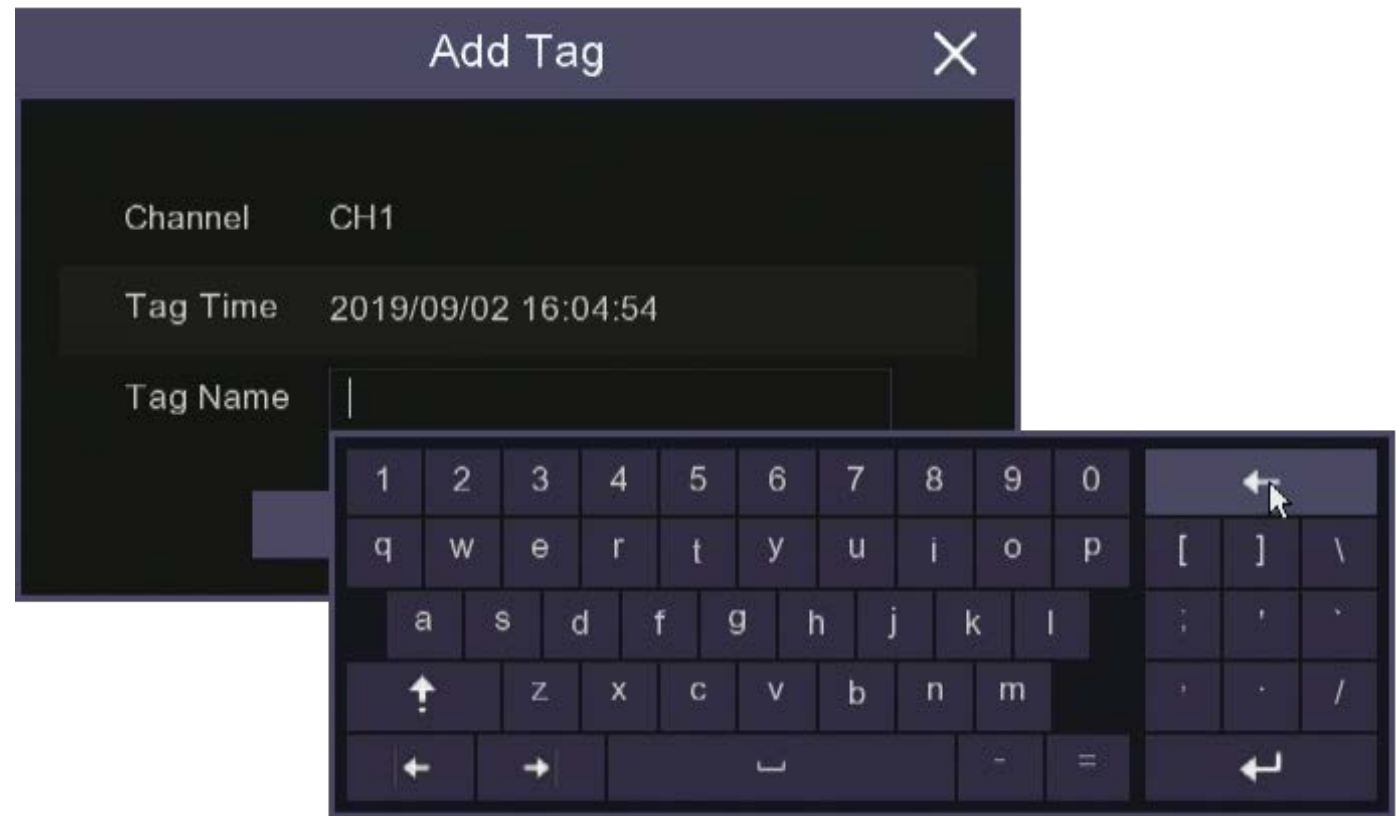 Add Tag
Channel CH1
Tag Time 2019/09/02 16:04:54
Tag Name
1 2 3 4 5 6 7 8 9 0
q w e r t y u i o p [ ] \
a s d f g h j k l ; ' `
z x c v b n m , . /
- =